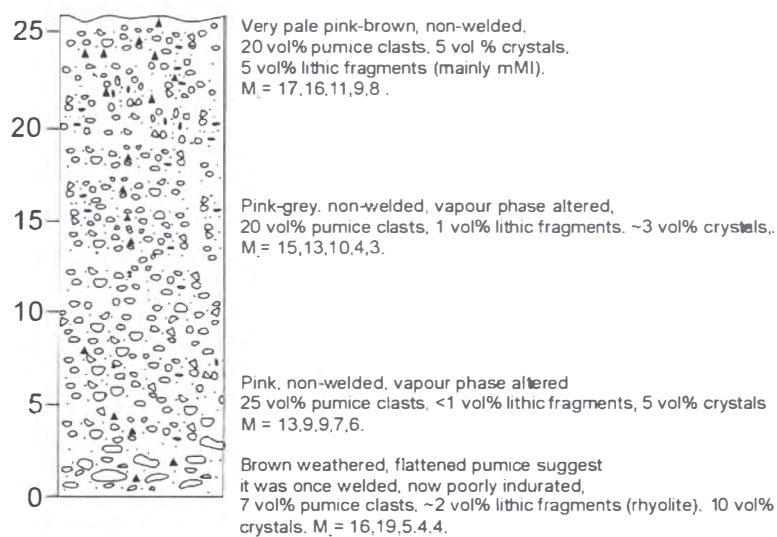 25
Very pale pink-brown, non-welded,
20 vol% pumice clasts, 5 vol % crystals,
5 vol% lithic fragments (mainly mMI).
M = 17,16,11,9,8 .
20
15
Pink-grey, non-welded, vapour phase altered,
20 vol% pumice clasts, 1 vol% lithic fragments. ~3 vol% crystals,.
M = 15,13,10,4,3.
10
5
Pink, non-welded, vapour phase altered
25 vol% pumice clasts, <1 vol% lithic fragments, 5 vol% crystals
M = 13,9,9,7,6.
0
Brown weathered, flattened pumice suggest
it was once welded, now poorly indurated,
7 vol% pumice clasts, ~2 vol% lithic fragments (rhyolite). 10 vol%
crystals. M = 16,19,5.4.4.